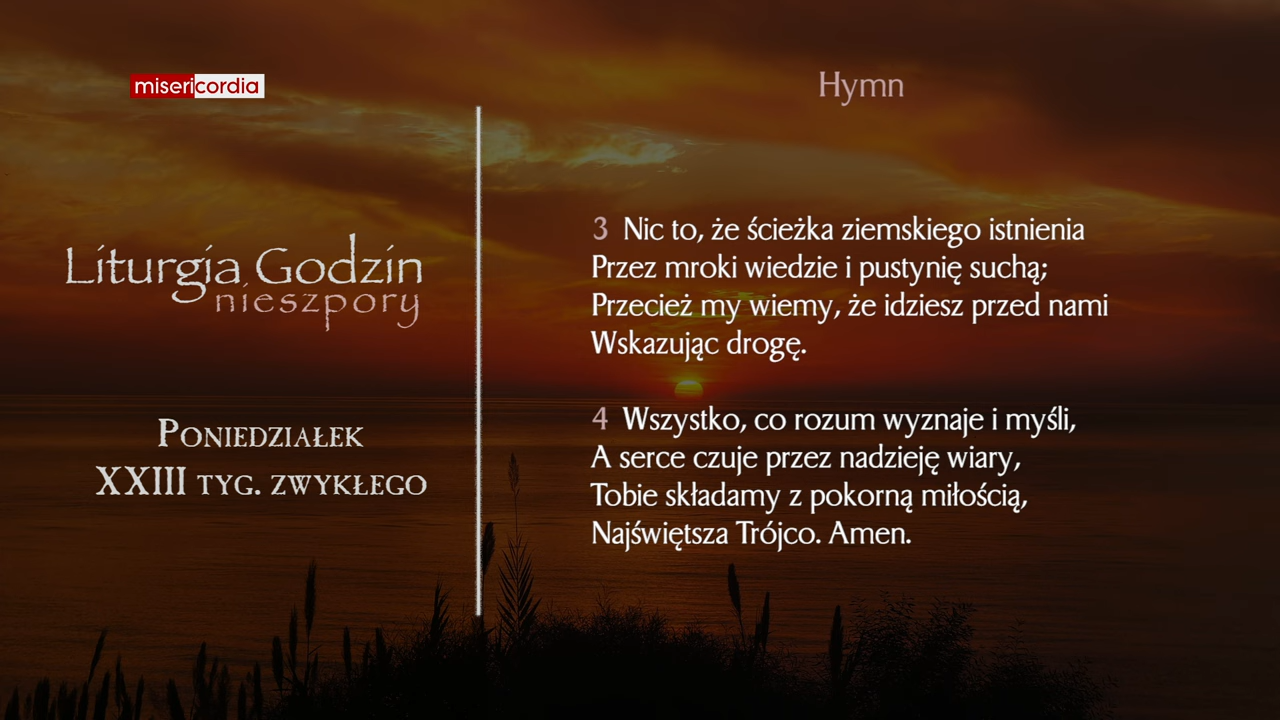 misericordia
Liturgia Godzin
nieszpory
Poniedziałek
XXIII tyg. zwykłego
Hymn
3 Nic to, że ścieżka ziemskiego istnienia
Przez mroki wiedzie i pustynię suchą;
Przecież my wiemy, że idziesz przed nami
Wskazując drogę.
4 Wszystko, co rozum wyznaje i myśli,
A serce czuje przez nadzieję wiary,
Tobie składamy z pokorną miłością,
Najświętsza Trójco. Amen.